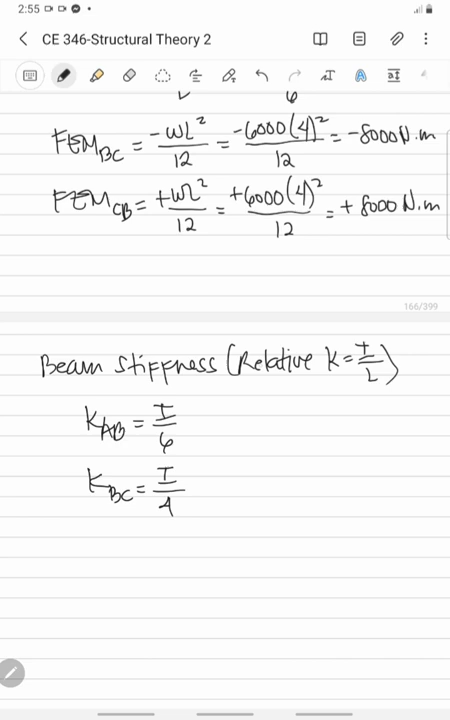 2:55
CE 346-Structural Theory 2
L 6
FEM_BC = -WL²/12 = -6000(4)²/12 = -8000 N.m
FEM_CB = +WL²/12 = +6000(4)²/12 = + 8000 N.m
166/399
Beam Stiffness (Relative K = I/L)
K_AB = I/6
K_BC = I/4